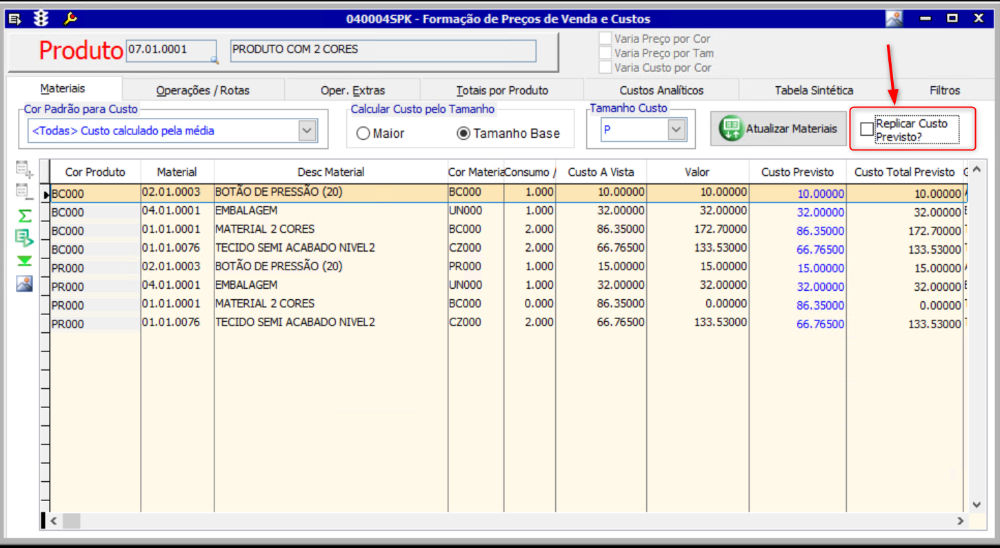 040004SPK - Formação de Preços de Venda e Custos
Produto 07.01.0001 PRODUTO COM 2 CORES
Varia Preço por Cor
Varia Preço por Tam
Varia Custo por Cor
Materiais Operações / Rotas Oper. Extras Totais por Produto Custos Analíticos Tabela Sintética Filtros
Cor Padrão para Custo
<Todas> Custo calculado pela média
Calcular Custo pelo Tamanho
Maior Tamanho Base
Tamanho Custo
P
Atualizar Materiais
Replicar Custo
Previsto?
Cor Produto Material Desc Material Cor Materia Consumo / Custo A Vista Valor Custo Previsto Custo Total Previsto
BC000 02.01.0003 BOTÃO DE PRESSÃO (20) BC000 1.000 10.00000 10.00000 10.00000 10.00000
BC000 04.01.0001 EMBALAGEM UN000 1.000 32.00000 32.00000 32.00000 32.00000
BC000 01.01.0001 MATERIAL 2 CORES BC000 2.000 86.35000 172.70000 86.35000 172.70000
BC000 01.01.0076 TECIDO SEMI ACABADO NIVEL2 CZ000 2.000 66.76500 133.53000 66.76500 133.53000
PR000 02.01.0003 BOTÃO DE PRESSÃO (20) PR000 1.000 15.00000 15.00000 15.00000 15.00000
PR000 04.01.0001 EMBALAGEM UN000 1.000 32.00000 32.00000 32.00000 32.00000
PR000 01.01.0001 MATERIAL 2 CORES BC000 0.000 86.35000 0.00000 86.35000 0.00000
PR000 01.01.0076 TECIDO SEMI ACABADO NIVEL2 CZ000 2.000 66.76500 133.53000 66.76500 133.53000